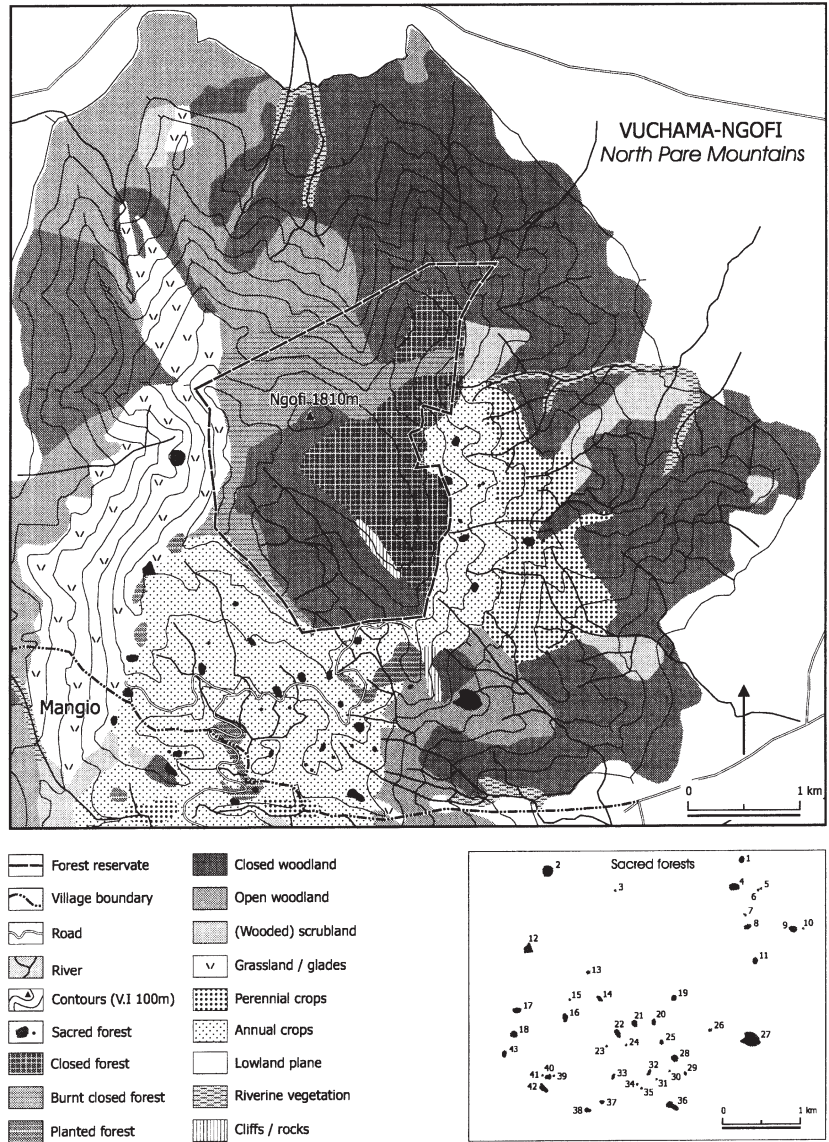 VUCHAMA-NGOFI
North Pare Mountains
Ngofi 1810m
Mangio
0 1 km
Forest reservate
Village boundary
Road
River
Contours (V.I 100m)
Sacred forest
Closed forest
Burnt closed forest
Planted forest
Closed woodland
Open woodland
(Wooded) scrubland
Grassland / glades
Perennial crops
Annual crops
Lowland plane
Riverine vegetation
Cliffs / rocks
Sacred forests
1
2
3
4
5
6
7
8
9
10
11
12
13
14
15
16
17
18
19
20
21
22
23
24
25
26
27
28
29
30
31
32
33
34
35
36
37
38
39
40
41
42
43
0 1 km